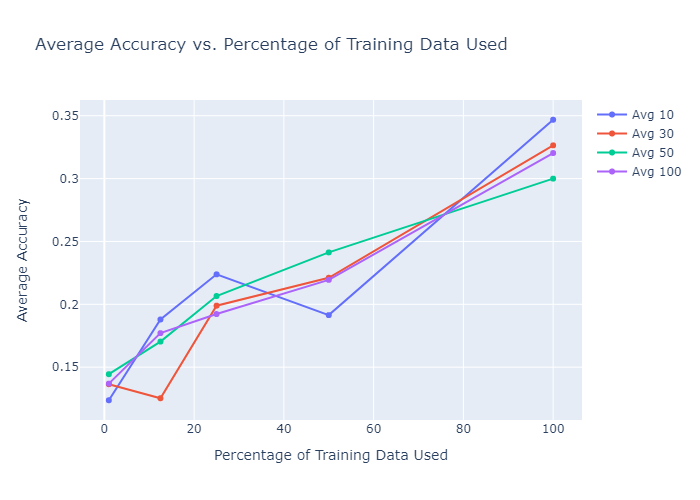 Average Accuracy vs. Percentage of Training Data Used
Avg 10
Avg 30
Avg 50
Avg 100
Average Accuracy
0.35
0.3
0.25
0.2
0.15
0
20
40
60
80
100
Percentage of Training Data Used